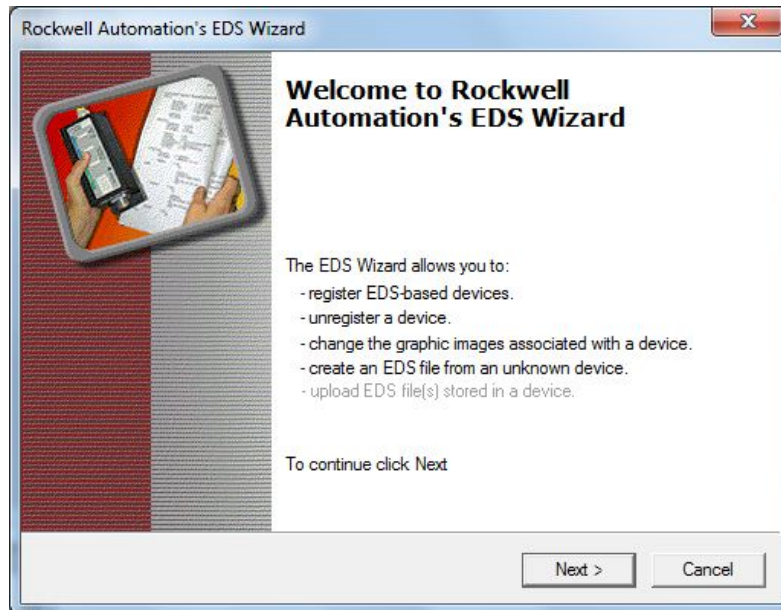 Rockwell Automation's EDS Wizard
Welcome to Rockwell
Automation's EDS Wizard
The EDS Wizard allows you to:
- register EDS-based devices.
- unregister a device.
- change the graphic images associated with a device.
- create an EDS file from an unknown device.
- upload EDS file(s) stored in a device.
To continue click Next
Next >
Cancel